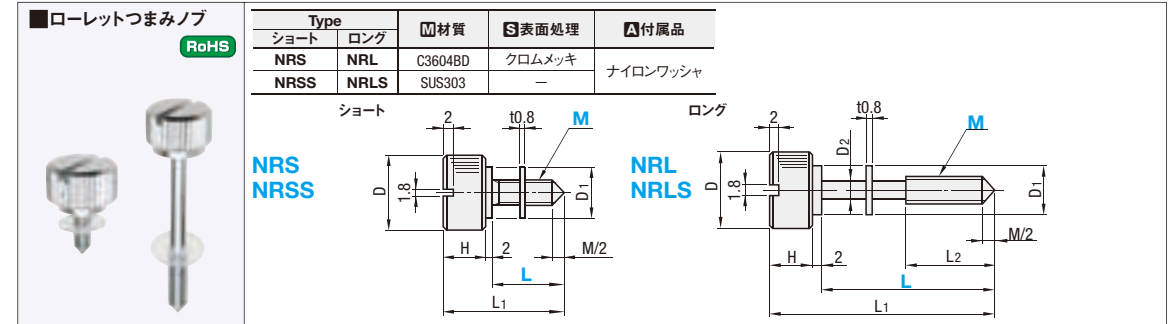 ■ローレットつまみノブ
RoHS
Type
ショート ロング
M材質
S表面処理
A付属品
NRS NRL C3604BD クロムメッキ ナイロンワッシャ
NRSS NRLS SUS303 －
ショート
NRS
NRSS
2
t0.8
M
D
1.8
D1
H
2
M/2
L
L1
ロング
NRL
NRLS
2
t0.8
D2
M
D
1.8
D1
H
2
M/2
L2
L
L1